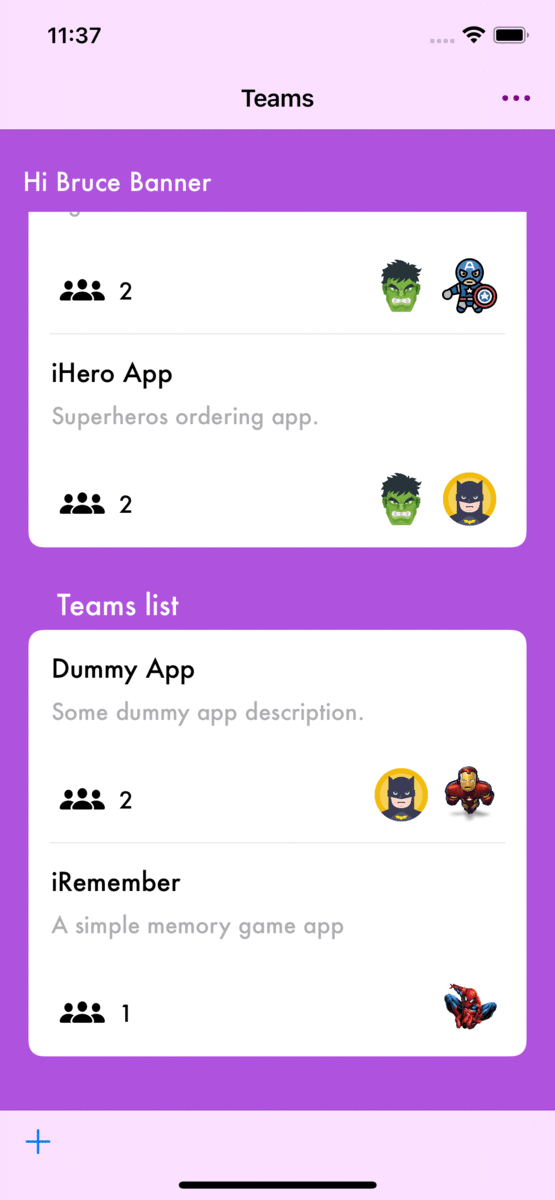 11:37
Teams
Hi Bruce Banner
2
iHero App
Superheros ordering app.
2
Teams list
Dummy App
Some dummy app description.
2
iRemember
A simple memory game app
1